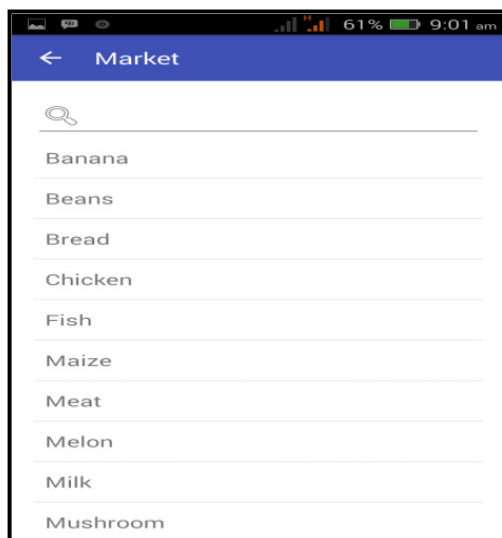 H 61% 9:01 am
Market
Banana
Beans
Bread
Chicken
Fish
Maize
Meat
Melon
Milk
Mushroom